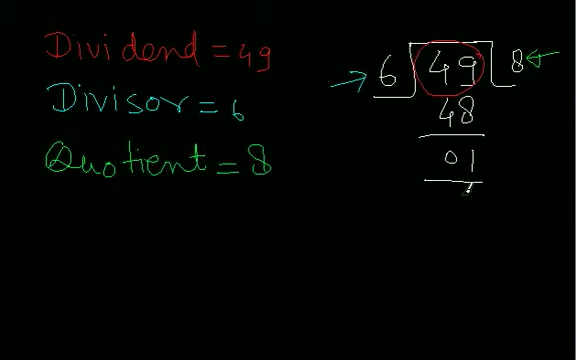 Dividend = 49
Divisor = 6
Quotient = 8
6 49 8
48
01